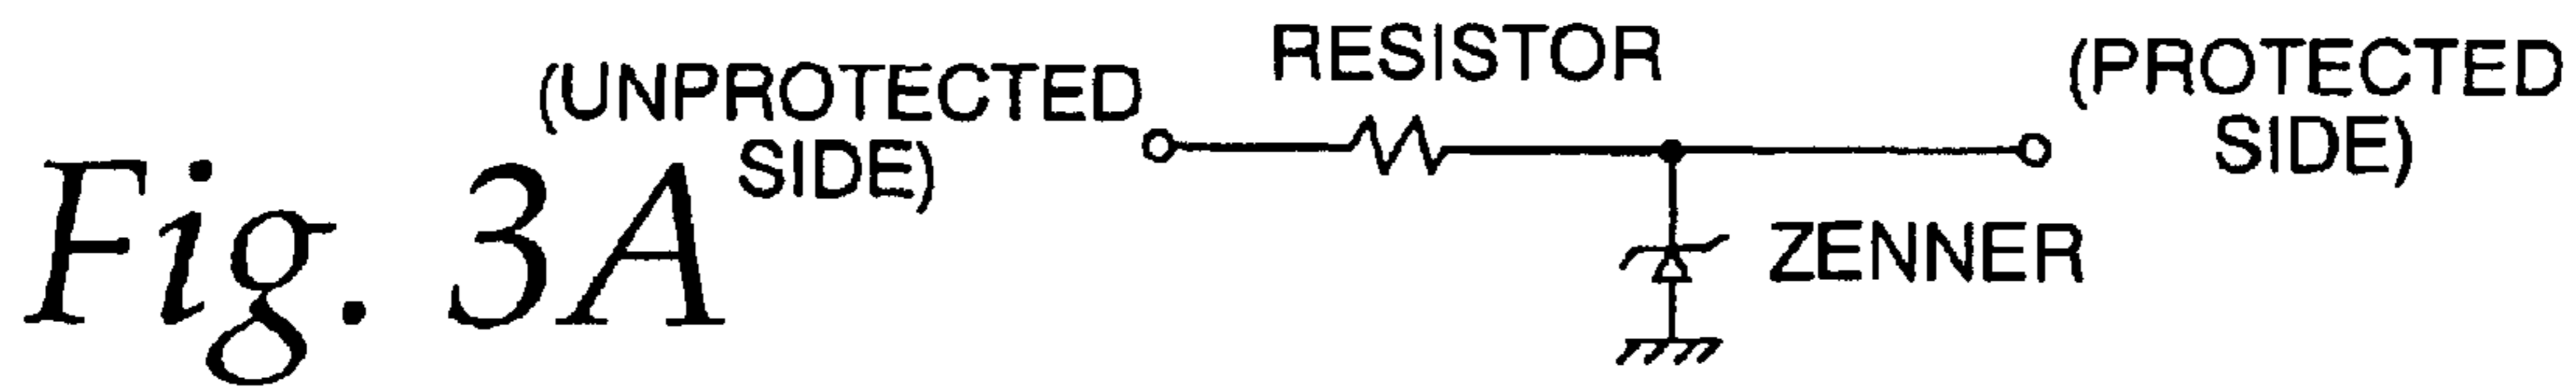 Fig. 3A
(UNPROTECTED
SIDE)
RESISTOR
(PROTECTED
SIDE)
ZENNER